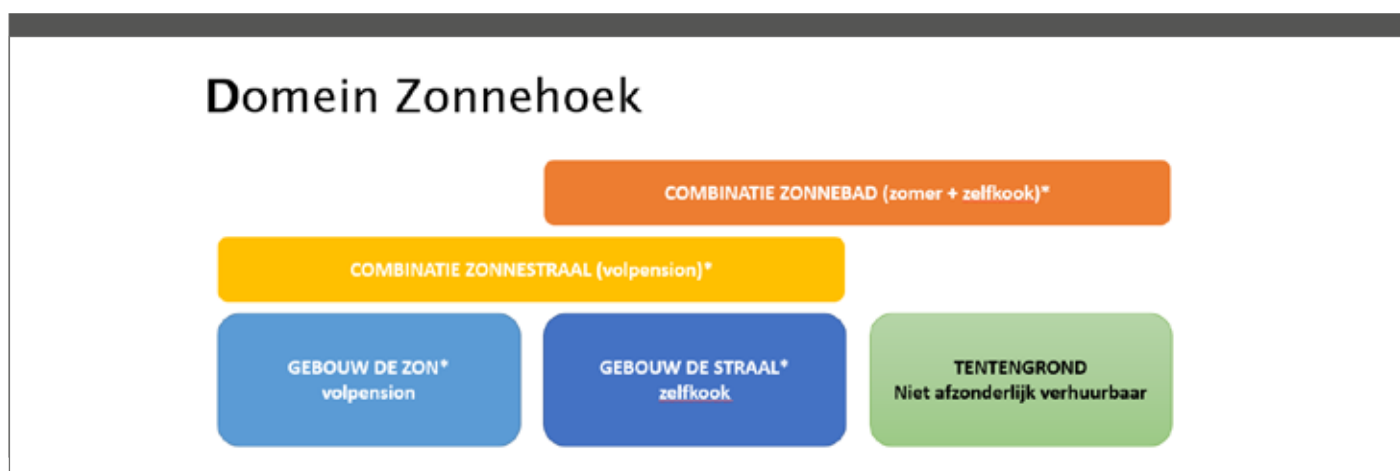 Domein Zonnehoek
COMBINATIE ZONNEBAD (zomer + zelfkook)*
COMBINATIE ZONNESTRAAL (volpension)*
GEBOUW DE ZON*
volpension
GEBOUW DE STRAAL*
zelfkook
TENTENGROND
Niet afzonderlijk verhuurbaar